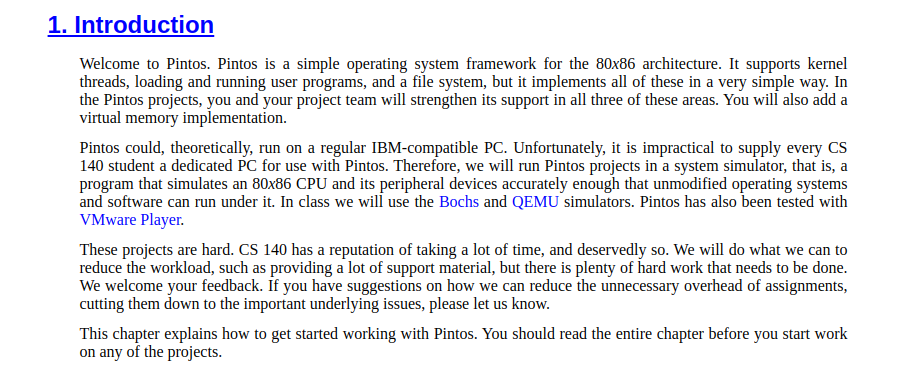 1. Introduction
Welcome to Pintos. Pintos is a simple operating system framework for the 80x86 architecture. It supports kernel
threads, loading and running user programs, and a file system, but it implements all of these in a very simple way. In
the Pintos projects, you and your project team will strengthen its support in all three of these areas. You will also add a
virtual memory implementation.
Pintos could, theoretically, run on a regular IBM-compatible PC. Unfortunately, it is impractical to supply every CS
140 student a dedicated PC for use with Pintos. Therefore, we will run Pintos projects in a system simulator, that is, a
program that simulates an 80x86 CPU and its peripheral devices accurately enough that unmodified operating systems
and software can run under it. In class we will use the Bochs and QEMU simulators. Pintos has also been tested with
VMware Player.
These projects are hard. CS 140 has a reputation of taking a lot of time, and deservedly so. We will do what we can to
reduce the workload, such as providing a lot of support material, but there is plenty of hard work that needs to be done.
We welcome your feedback. If you have suggestions on how we can reduce the unnecessary overhead of assignments,
cutting them down to the important underlying issues, please let us know.
This chapter explains how to get started working with Pintos. You should read the entire chapter before you start work
on any of the projects.